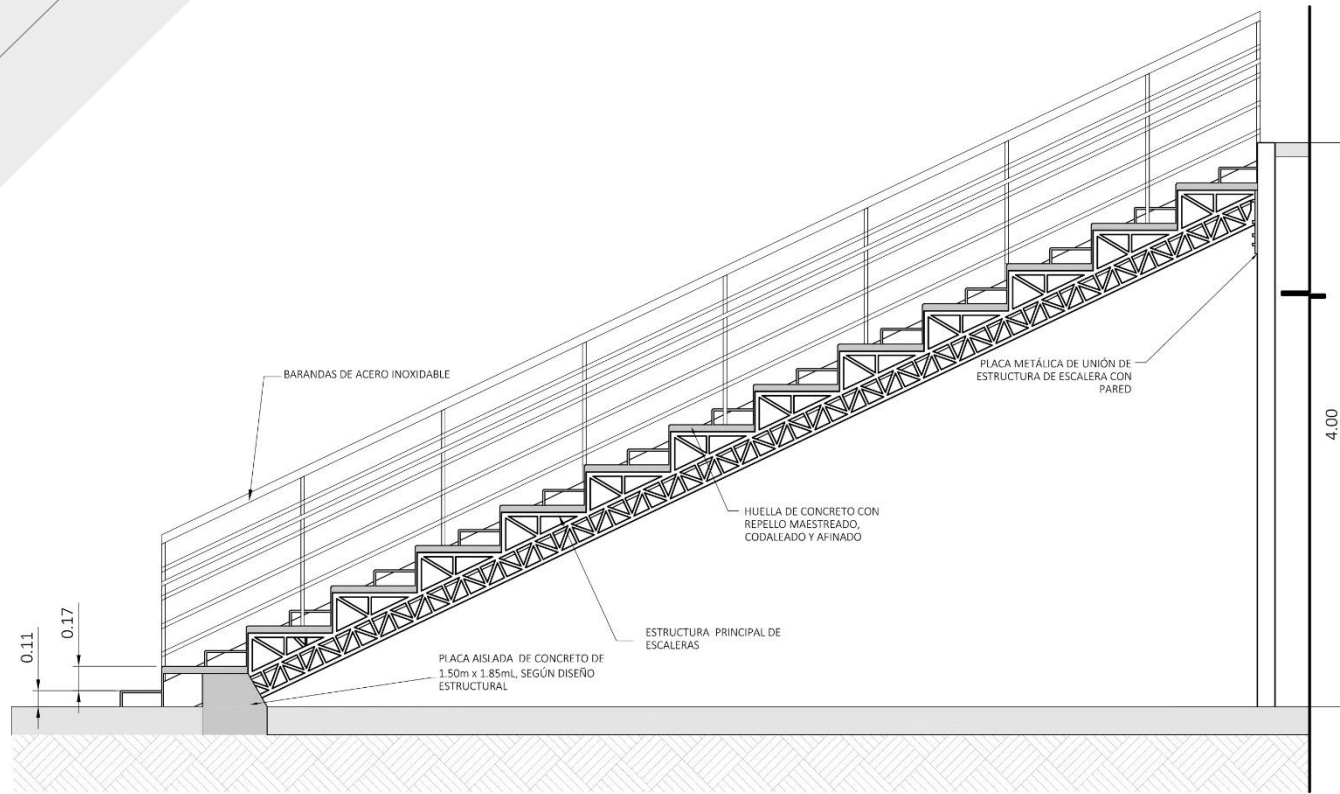 BARANDAS DE ACERO INOXIDABLE
PLACA METÁLICA DE UNIÓN DE
ESTRUCTURA DE ESCALERA CON
PARED
4.00
HUELLA DE CONCRETO CON
REPELLO MAESTREADO,
CODALEADO Y AFINADO
ESTRUCTURA PRINCIPAL DE
ESCALERAS
PLACA AISLADA DE CONCRETO DE
1.50m x 1.85mL, SEGÚN DISEÑO
ESTRUCTURAL
0.11
0.17